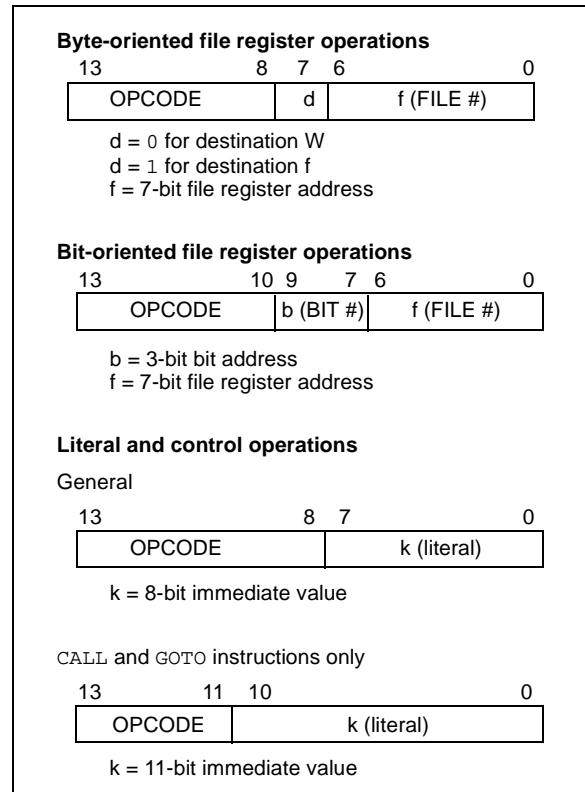 Byte-oriented file register operations
13 8 7 6 0
OPCODE d f (FILE #)
d = 0 for destination W
d = 1 for destination f
f = 7-bit file register address
Bit-oriented file register operations
13 10 9 7 6 0
OPCODE b (BIT #) f (FILE #)
b = 3-bit bit address
f = 7-bit file register address
Literal and control operations
General
13 8 7 0
OPCODE k (literal)
k = 8-bit immediate value
CALL and GOTO instructions only
13 11 10 0
OPCODE k (literal)
k = 11-bit immediate value